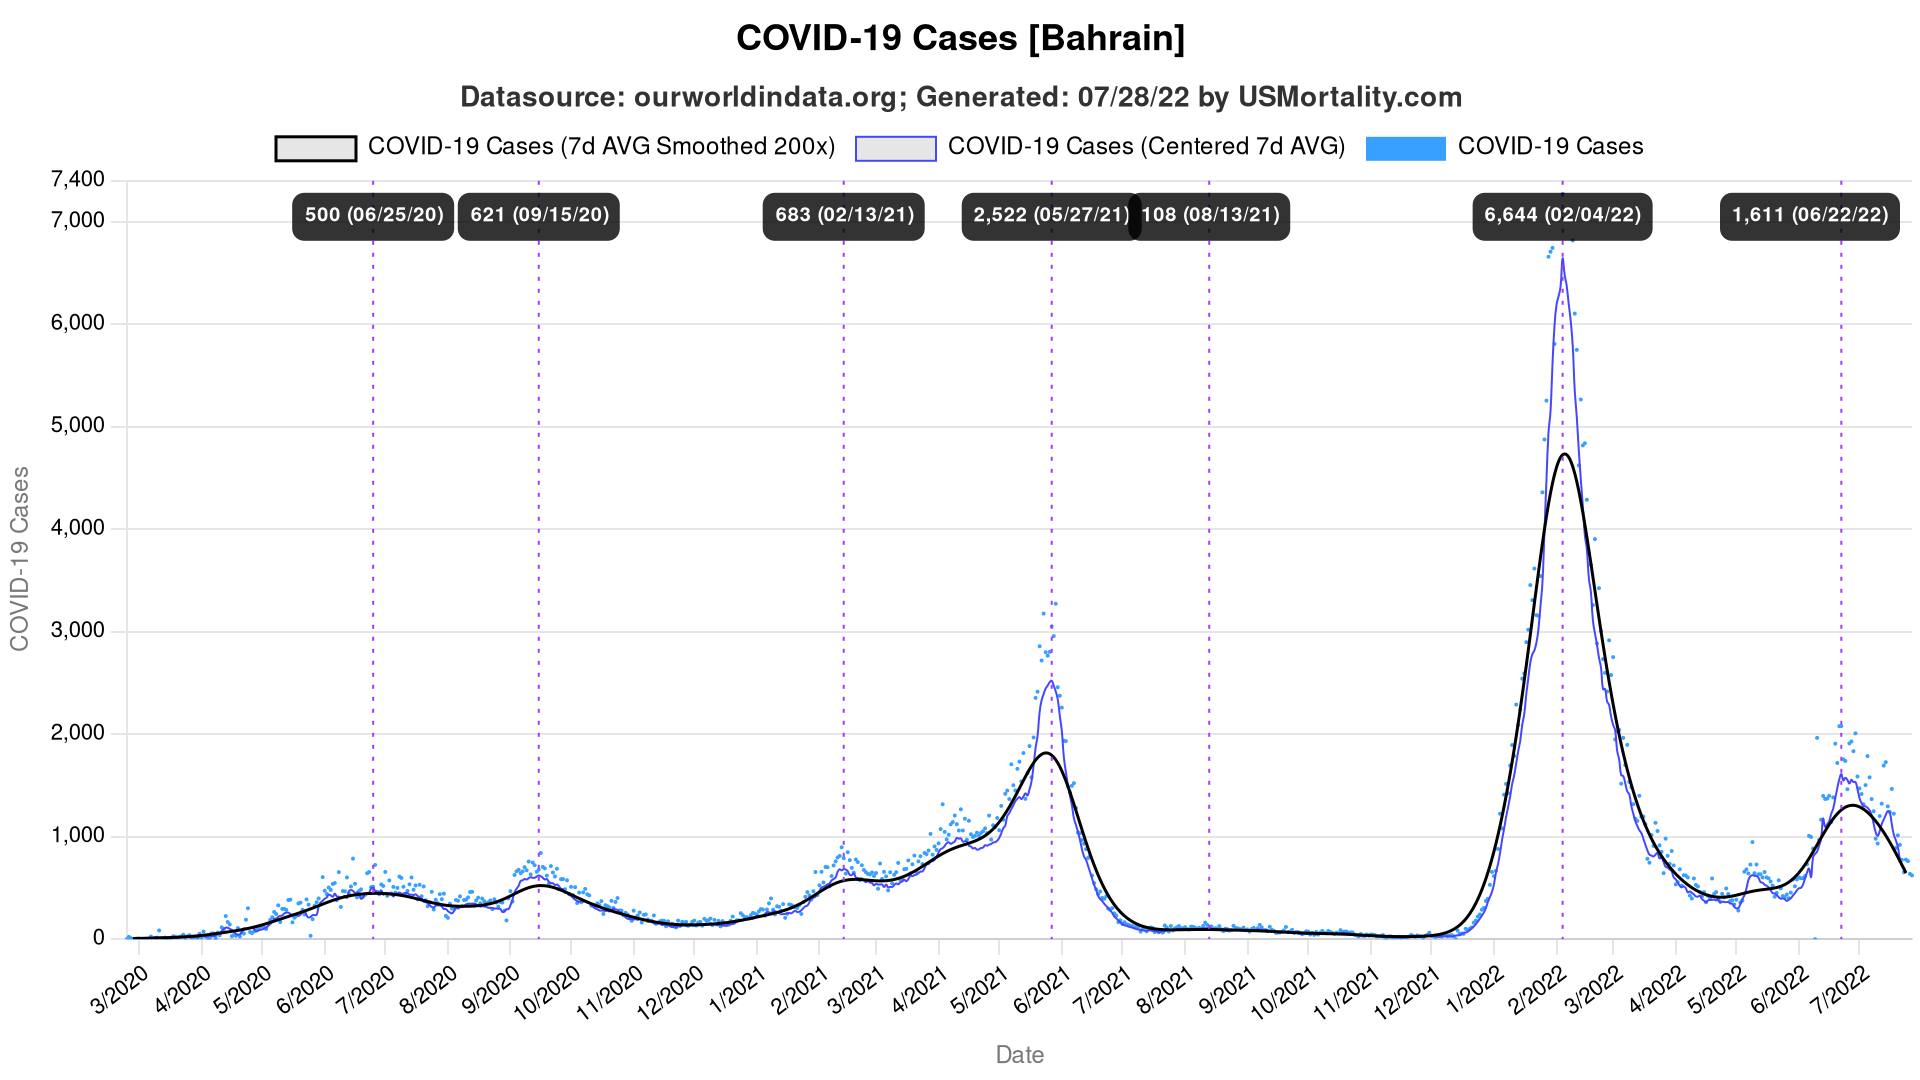 COVID-19 Cases [Bahrain]
Datasource: ourworldindata.org; Generated: 07/28/22 by USMortality.com
COVID-19 Cases (7d AVG Smoothed 200x) COVID-19 Cases (Centered 7d AVG) COVID-19 Cases
7,400
500 (06/25/20) 621 (09/15/20) 683 (02/13/21) 2,522 (05/27/21) 108 (08/13/21) 6,644 (02/04/22) 1,611 (06/22/22)
7,000
6,000
5,000
4,000
3,000
2,000
1,000
0
COVID-19 Cases
3/2020 4/2020 5/2020 6/2020 7/2020 8/2020 9/2020 10/2020 11/2020 12/2020 1/2021 2/2021 3/2021 4/2021 5/2021 6/2021 7/2021 8/2021 9/2021 10/2021 11/2021 12/2021 1/2022 2/2022 3/2022 4/2022 5/2022 6/2022 7/2022
Date